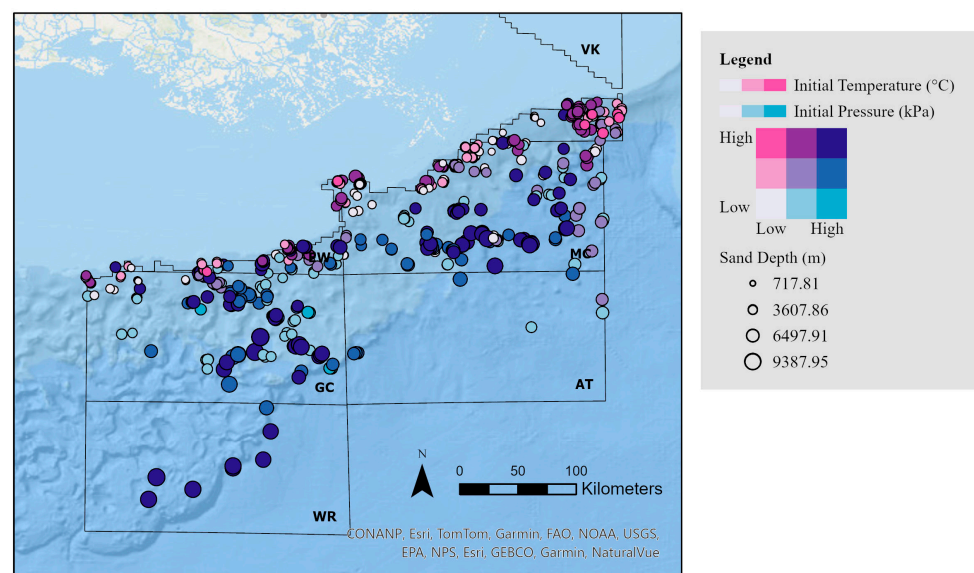 VK
EW
MC
GC
AT
N
0 50 100
Kilometers
WR
CONANP, Esri, TomTom, Garmin, FAO, NOAA, USGS,
EPA, NPS, Esri, GEBCO, Garmin, NaturalVue
Legend
Initial Temperature (°C)
Initial Pressure (kPa)
High
Low
Low High
Sand Depth (m)
717.81
3607.86
6497.91
9387.95